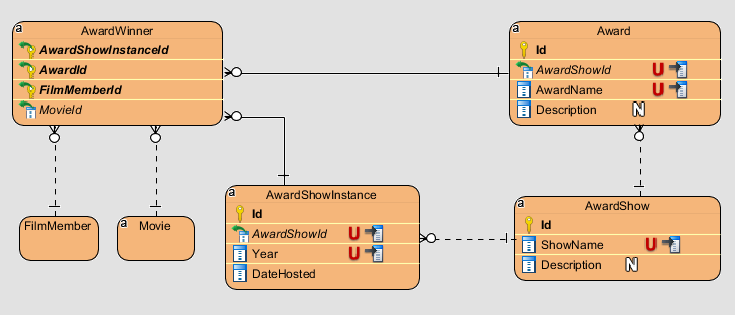 a
AwardWinner
AwardShowInstanceId
AwardId
FilmMemberId
MovieId
a
Award
Id
AwardShowId U
AwardName U
Description N
FilmMember
a
Movie
a
AwardShowInstance
Id
AwardShowId U
Year U
DateHosted
a
AwardShow
Id
ShowName U
Description N